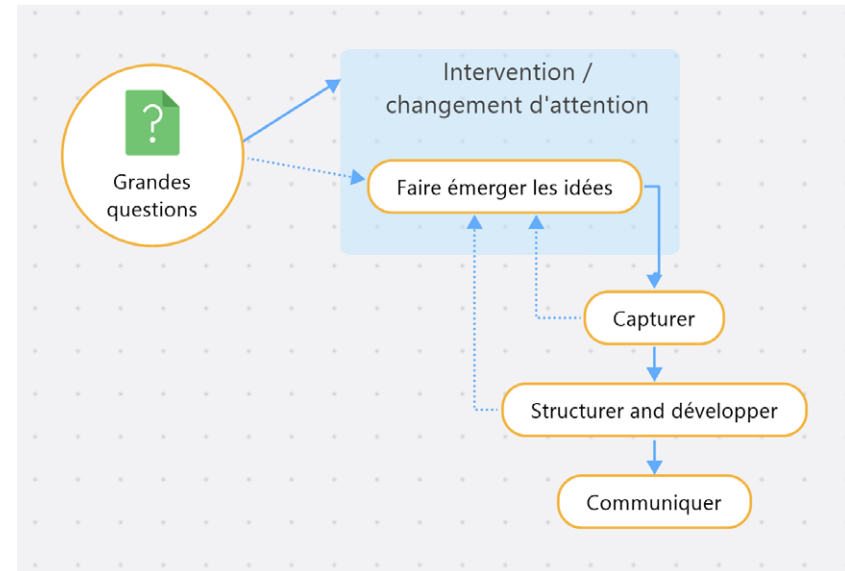 Intervention /
changement d'attention
?
Grandes
questions
Faire émerger les idées
Capturer
Structurer and développer
Communiquer